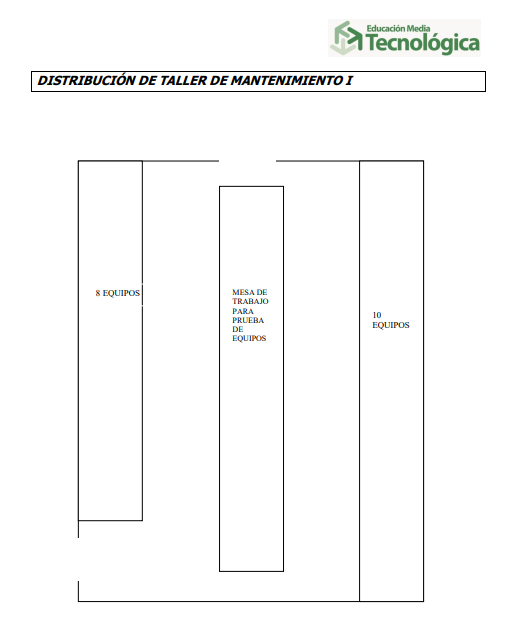 Educación Media
Tecnológica
DISTRIBUCIÓN DE TALLER DE MANTENIMIENTO I
8 EQUIPOS
MESA DE
TRABAJO
PARA
PRUEBA
DE
EQUIPOS
10
EQUIPOS